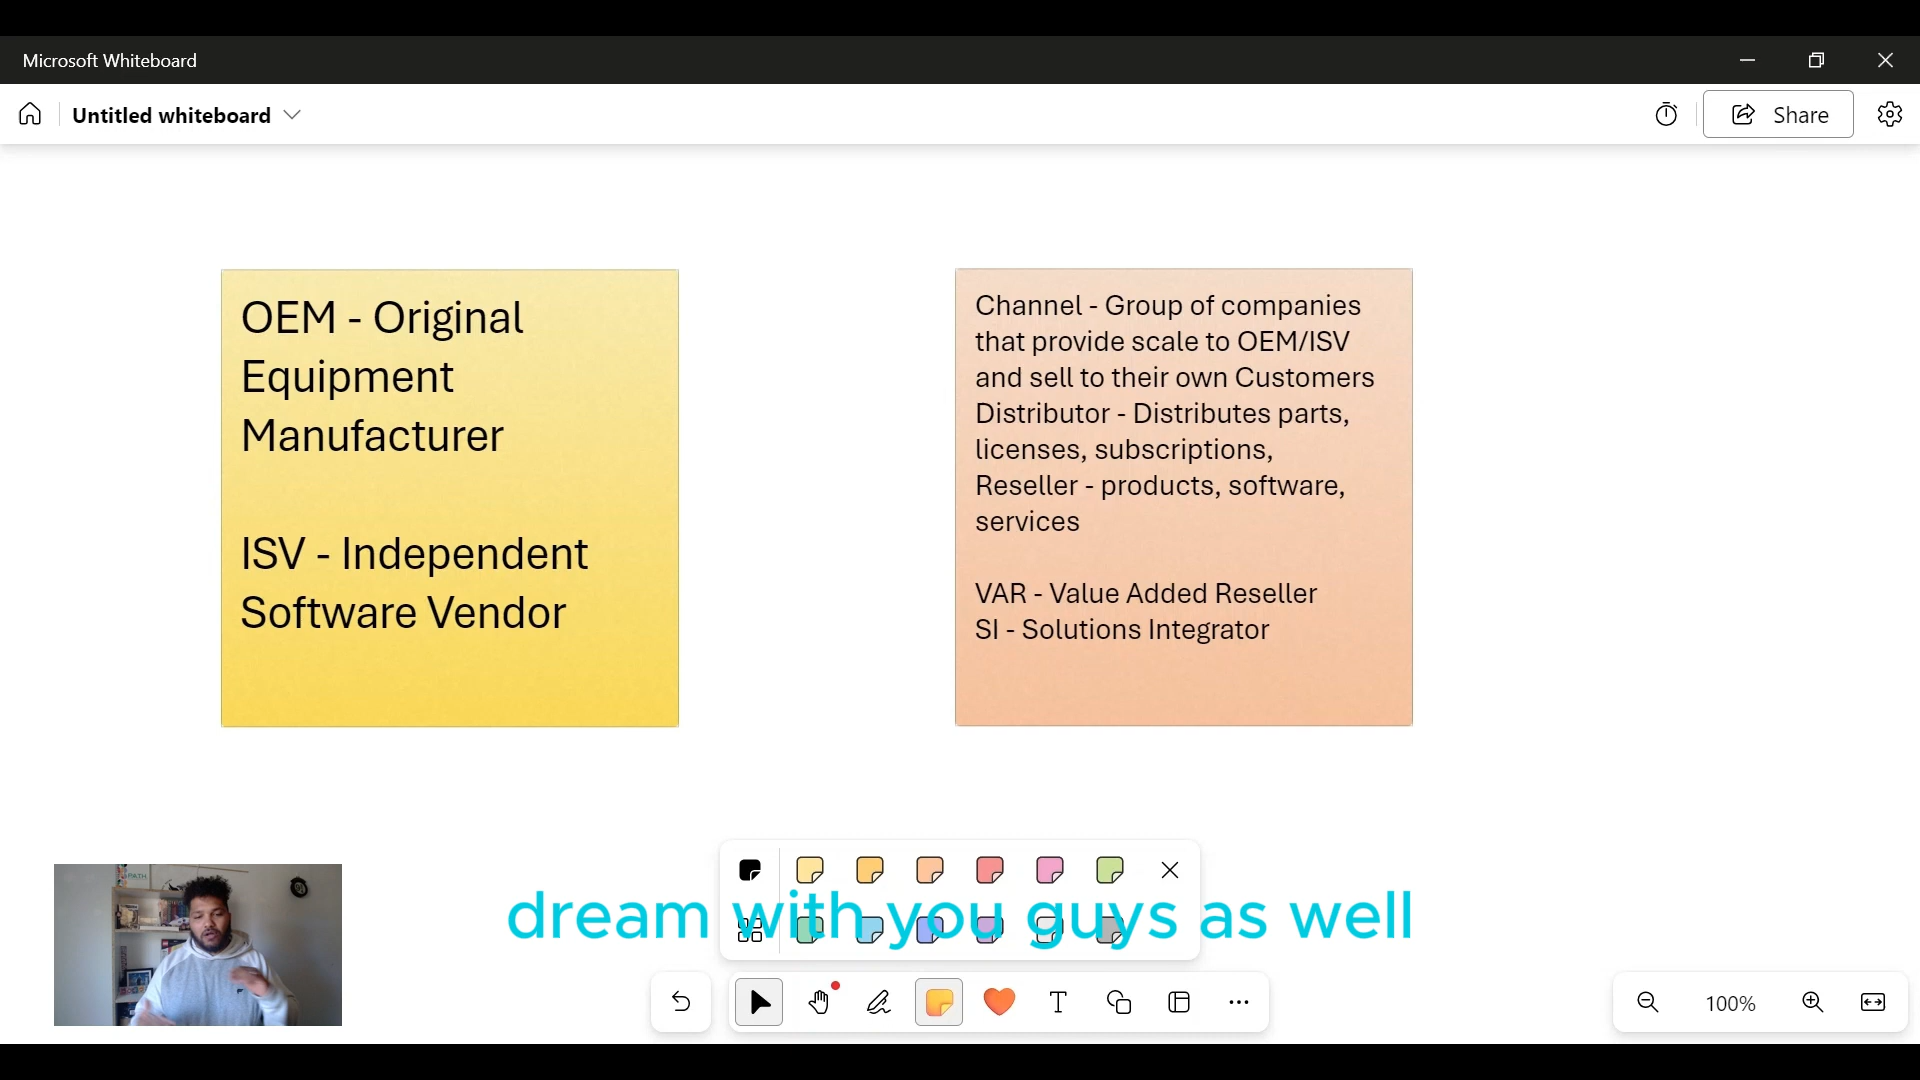 Microsoft Whiteboard
Untitled whiteboard
Share
OEM - Original
Equipment
Manufacturer
ISV - Independent
Software Vendor
Channel - Group of companies
that provide scale to OEM/ISV
and sell to their own Customers
Distributor - Distributes parts,
licenses, subscriptions,
Reseller - products, software,
services
VAR - Value Added Reseller
SI - Solutions Integrator
dream with you guys as well
100%